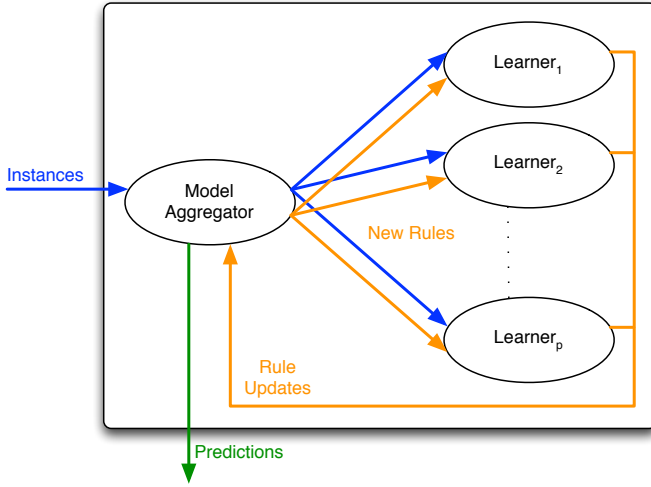 Learner1
Instances
Model
Aggregator
Learner2
New Rules
Learnerp
Rule
Updates
Predictions